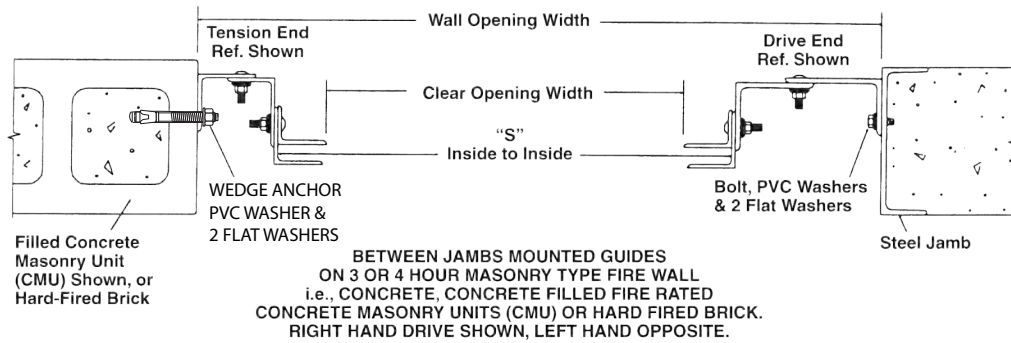 Wall Opening Width
Tension End
Ref. Shown
Drive End
Ref. Shown
Clear Opening Width
“S”
Inside to Inside
WEDGE ANCHOR
PVC WASHER &
2 FLAT WASHERS
Bolt, PVC Washers
& 2 Flat Washers
Filled Concrete
Masonry Unit
(CMU) Shown, or
Hard-Fired Brick
Steel Jamb
BETWEEN JAMBS MOUNTED GUIDES
ON 3 OR 4 HOUR MASONRY TYPE FIRE WALL
i.e., CONCRETE, CONCRETE FILLED FIRE RATED
CONCRETE MASONRY UNITS (CMU) OR HARD FIRED BRICK.
RIGHT HAND DRIVE SHOWN, LEFT HAND OPPOSITE.